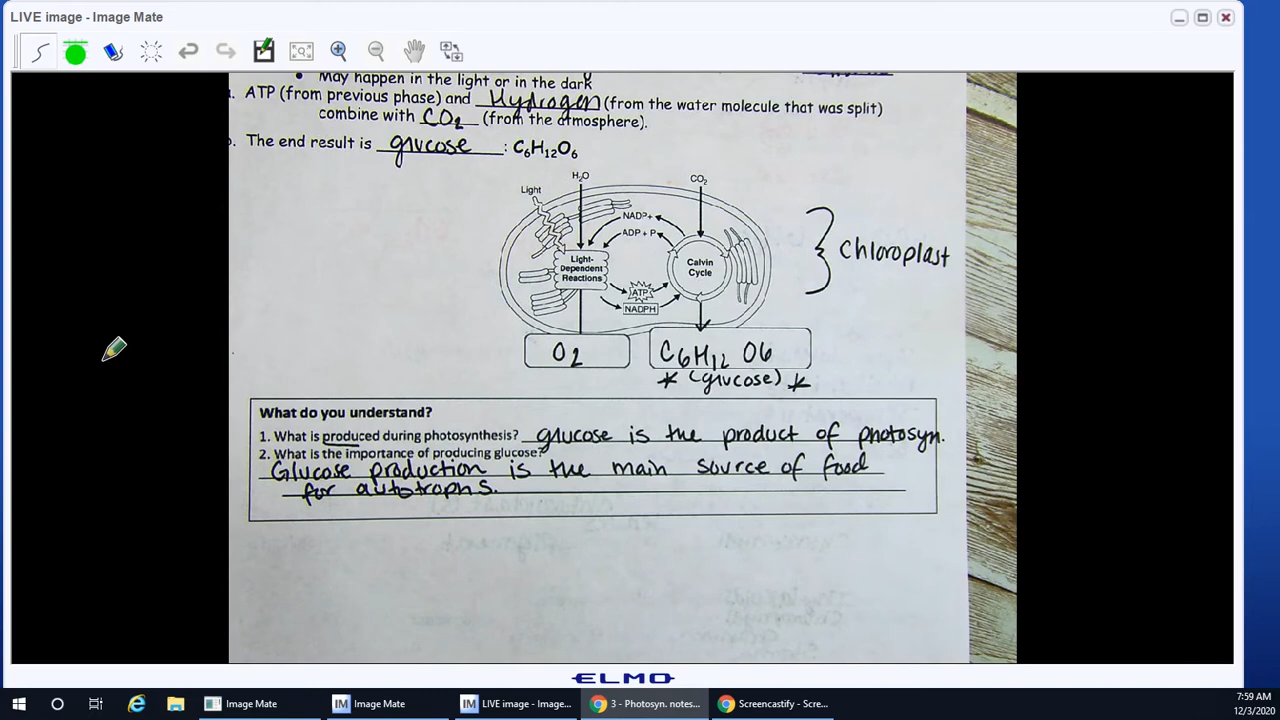 LIVE image - Image Mate
• May happen in the light or in the dark
ATP (from previous phase) and Hydrogen (from the water molecule that was split)
combine with CO2 (from the atmosphere).
The end result is glucose : C6H12O6
H2O
CO2
Light
NADP+
ADP + P
Light-
Dependent
Reactions
Calvin
Cycle
ATP
NADPH
Chloroplast
O2
C6H12O6
* (glucose) *
What do you understand?
1. What is produced during photosynthesis? glucose is the product of photosyn.
2. What is the importance of producing glucose?
Glucose production is the main source of food
for autotrophs.
ELMO
Image Mate
Image Mate
LIVE image - Image...
3 - Photosyn. notes...
Screencastify - Scre...
7:59 AM
12/3/2020